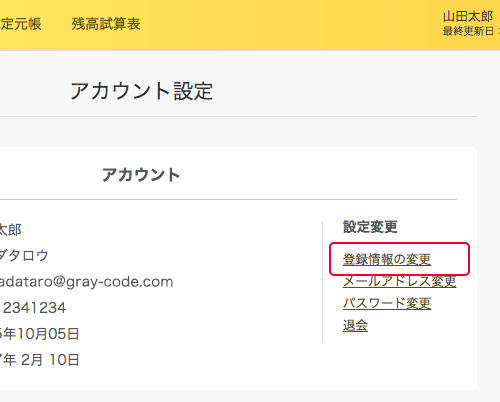 定元帳 残高試算表
山田太郎
最終更新日
アカウント設定
アカウント
太郎
ダタロウ
adataro@gray-code.com
12341234
年10月05日
年 2月 10日
設定変更
登録情報の変更
メールアドレス変更
パスワード変更
退会